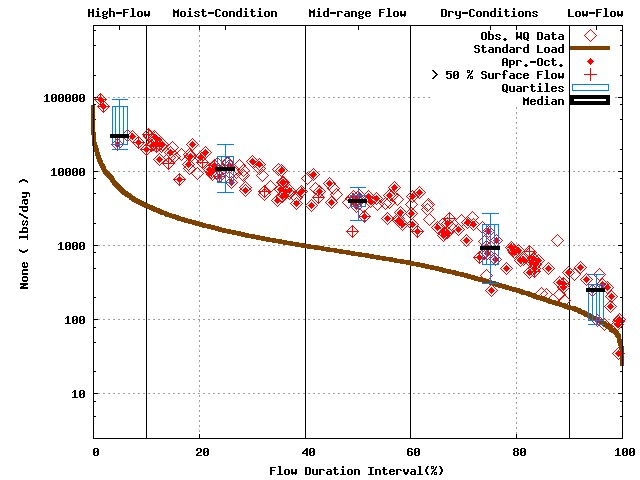 High-Flow Moist-Condition Mid-range Flow Dry-Conditions Low-Flow
Obs. WQ Data
Standard Load
Apr.-Oct.
> 50 % Surface Flow
Quartiles
Median
100000
10000
1000
100
10
None ( lbs/day )
0 20 40 60 80 100
Flow Duration Interval(%)